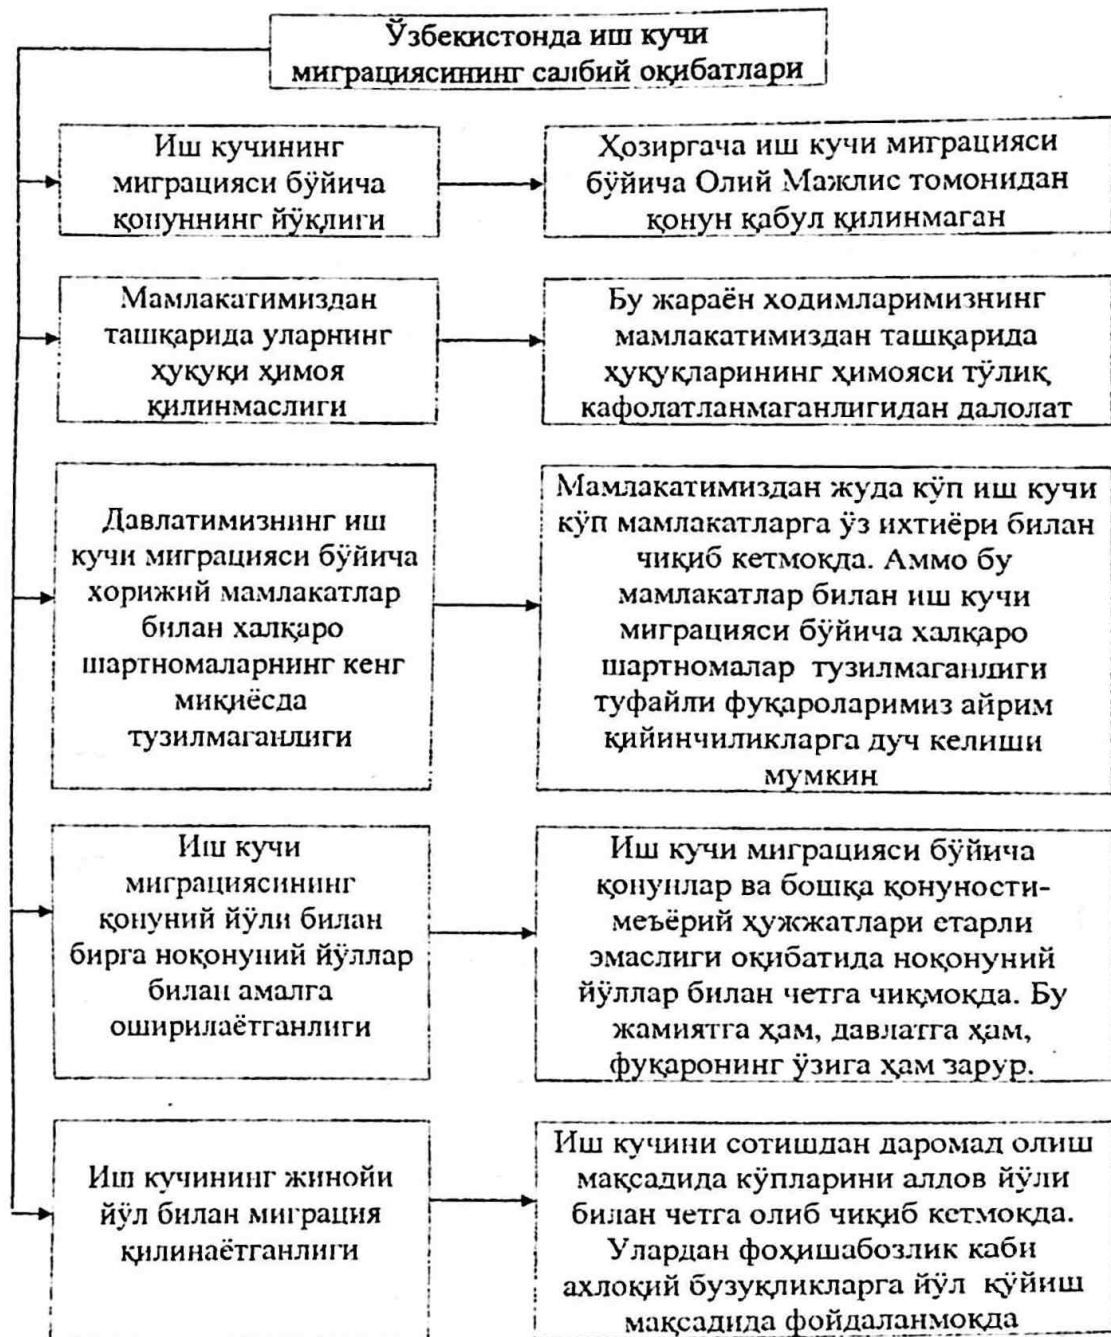 Ўзбекистонда иш кучи
миграциясининг салбий оқибатлари
Иш кучининг
миграцияси бўйича
қонуннинг йўқлиги
Ҳозиргача иш кучи миграцияси
бўйича Олий Мажлис томонидан
қонун қабул қилинмаган
Мамлакатимиздан
ташқарида уларнинг
ҳуқуқи ҳимоя
қилинмаслиги
Бу жараён ходимларимизнинг
мамлакатимиздан ташқарида
ҳуқуқларининг ҳимояси тўлиқ
кафолатланмаганлигидан далолат
Давлатимизнинг иш
кучи миграцияси бўйича
хорижий мамлакатлар
билан халқаро
шартномаларнинг кенг
миқиёсда
тузилмаганлиги
Мамлакатимиздан жуда кўп иш кучи
кўп мамлакатларга ўз ихтиёри билан
чиқиб кетмоқда. Аммо бу
мамлакатлар билан иш кучи
миграцияси бўйича халқаро
шартномалар тузилмаганлиги
туфайли фуқароларимиз айрим
қийинчиликларга дуч келиши
мумкин
Иш кучи
миграциясининг
қонуний йўли билан
бирга ноқонуний йўллар
билан амалга
оширилаётганлиги
Иш кучи миграцияси бўйича
қонунлар ва бошқа қонуности-
меъёрий ҳужжатлари етарли
эмаслиги оқибатида ноқонуний
йўллар билан четга чиқмоқда. Бу
жамиятга ҳам, давлатга ҳам,
фуқаронинг ўзига ҳам зарур.
Иш кучининг жинойи
йўл билан миграция
қилинаётганлиги
Иш кучини сотишдан даромад олиш
мақсадида кўпларини алдов йўли
билан четга олиб чиқиб кетмоқда.
Улардан фоҳишабозлик каби
ахлоқий бузуқликларга йўл қўйиш
мақсадида фойдаланмоқда